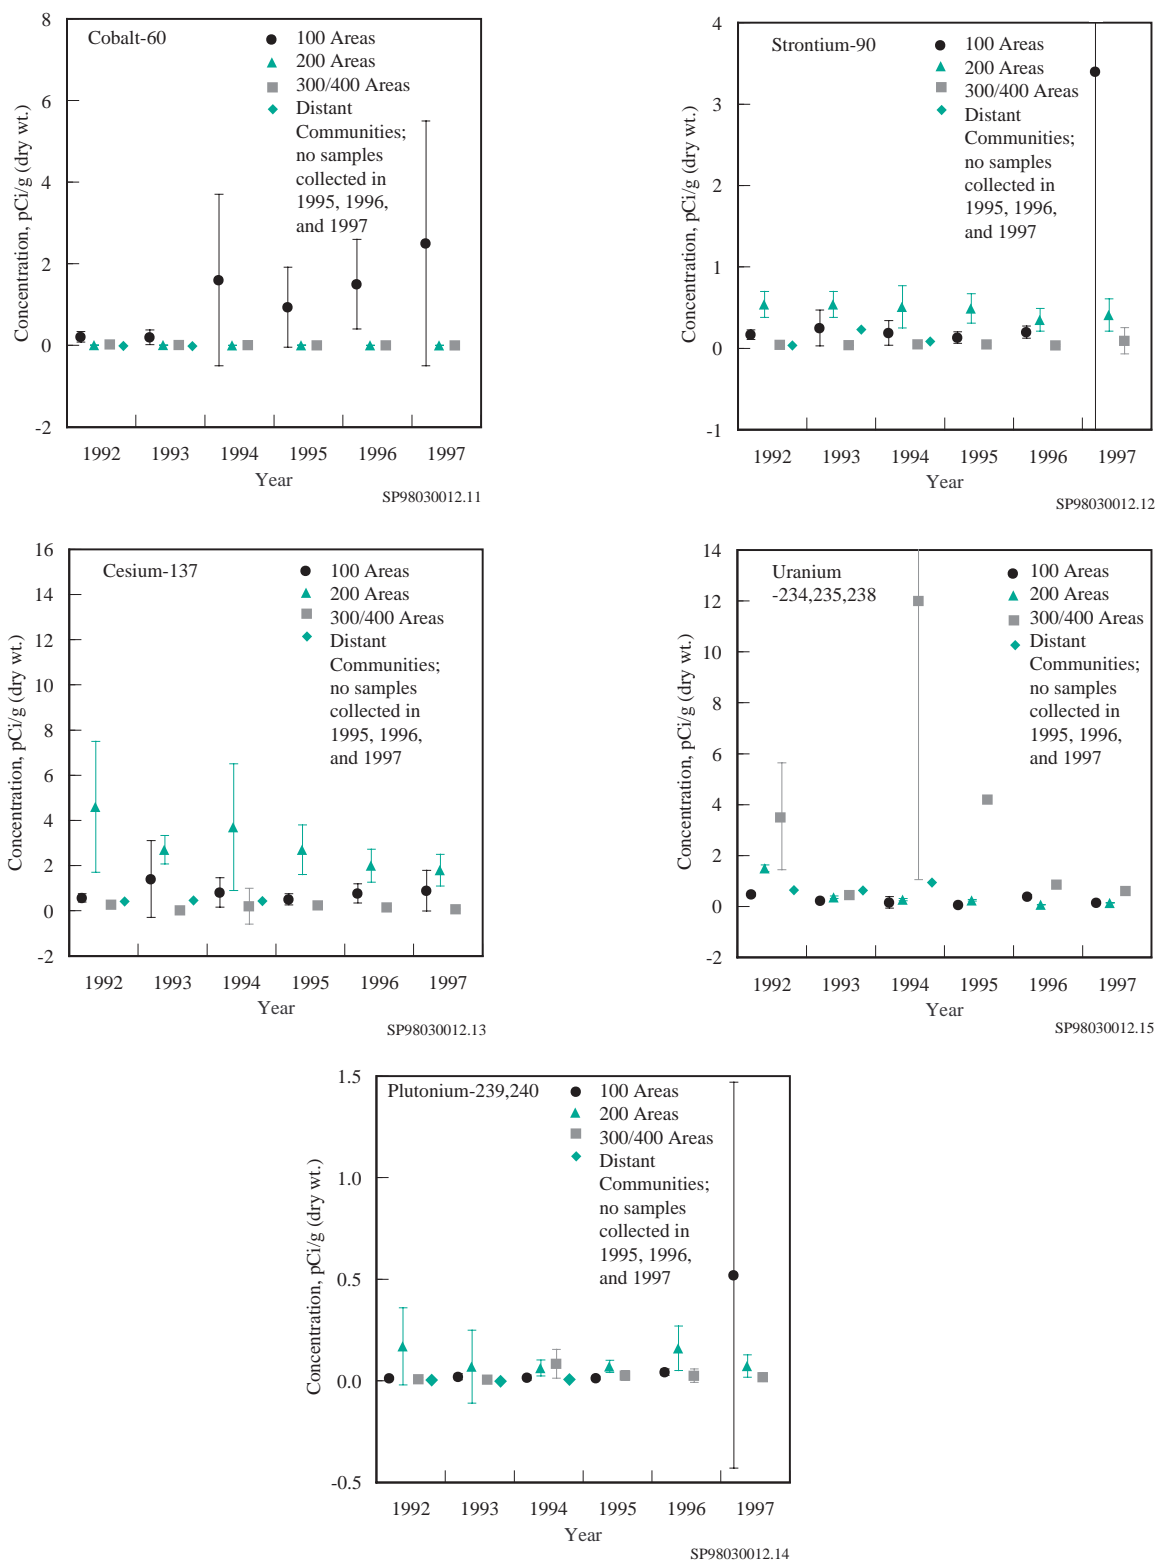 Cobalt-60
100 Areas
200 Areas
300/400 Areas
Distant
Communities;
no samples
collected in
1995, 1996,
and 1997
Concentration, pCi/g (dry wt.)
8
6
4
2
0
-2
1992 1993 1994 1995 1996 1997
Year
SP98030012.11
Strontium-90
100 Areas
200 Areas
300/400 Areas
Distant
Communities;
no samples
collected in
1995, 1996,
and 1997
Concentration, pCi/g (dry wt.)
4
3
2
1
0
-1
1992 1993 1994 1995 1996 1997
Year
SP98030012.12
Cesium-137
100 Areas
200 Areas
300/400 Areas
Distant
Communities;
no samples
collected in
1995, 1996,
and 1997
Concentration, pCi/g (dry wt.)
16
14
12
10
8
6
4
2
0
-2
1992 1993 1994 1995 1996 1997
Year
SP98030012.13
Uranium
-234,235,238
100 Areas
200 Areas
300/400 Areas
Distant
Communities;
no samples
collected in
1995, 1996,
and 1997
Concentration, pCi/g (dry wt.)
14
12
10
8
6
4
2
0
-2
1992 1993 1994 1995 1996 1997
Year
SP98030012.15
Plutonium-239,240
100 Areas
200 Areas
300/400 Areas
Distant
Communities;
no samples
collected in
1995, 1996,
and 1997
Concentration, pCi/g (dry wt.)
1.5
1.0
0.5
0.0
-0.5
1992 1993 1994 1995 1996 1997
Year
SP98030012.14